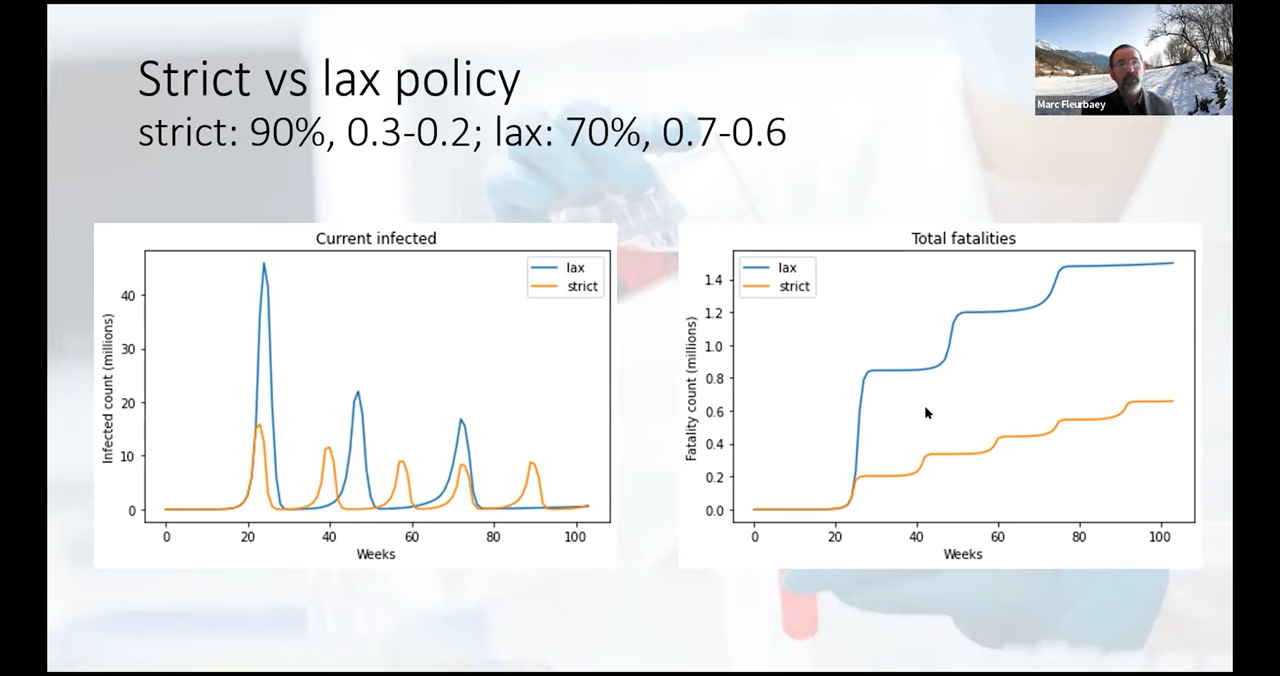 Strict vs lax policy
strict: 90%, 0.3-0.2; lax: 70%, 0.7-0.6
Marc Fleurbaey
Current infected
lax
strict
Infected count (millions)
40
30
20
10
0
0 20 40 60 80 100
Weeks
Total fatalities
lax
strict
Fatality count (millions)
1.4
1.2
1.0
0.8
0.6
0.4
0.2
0.0
0 20 40 60 80 100
Weeks